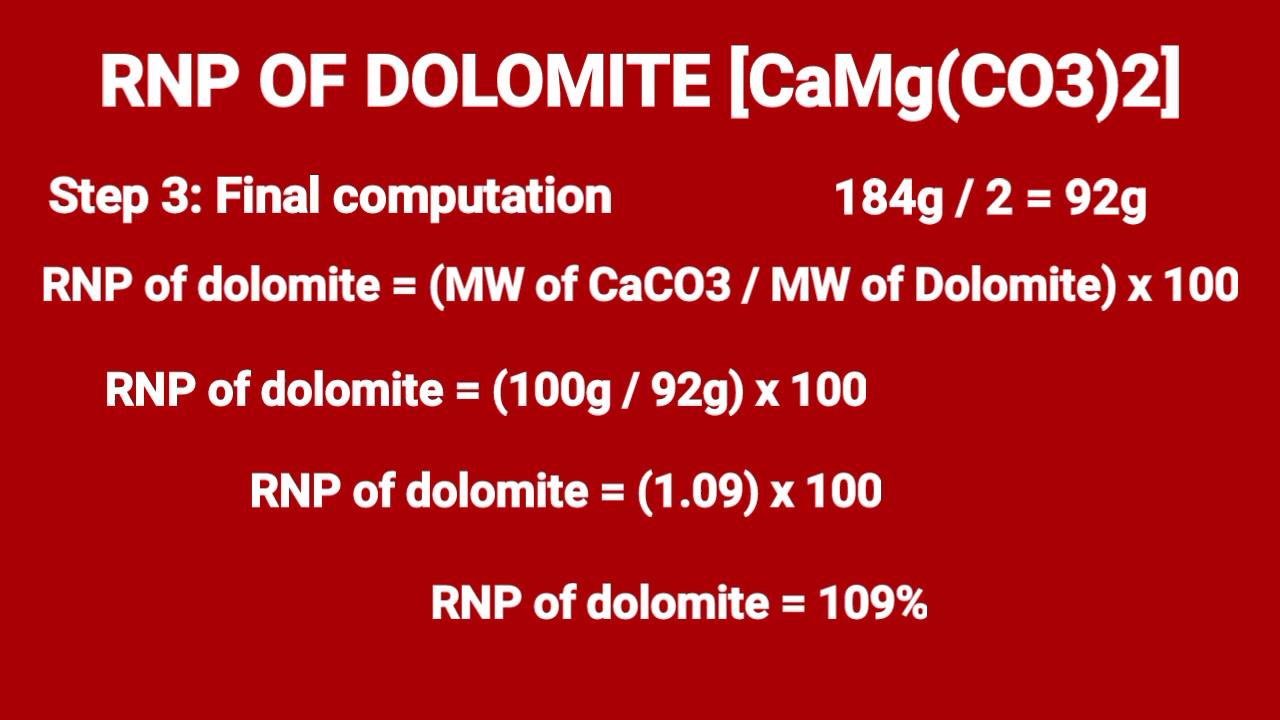 RNP OF DOLOMITE [CaMg(CO3)2]
Step 3: Final computation
184g / 2 = 92g
RNP of dolomite = (MW of CaCO3 / MW of Dolomite) x 100
RNP of dolomite = (100g / 92g) x 100
RNP of dolomite = (1.09) x 100
RNP of dolomite = 109%